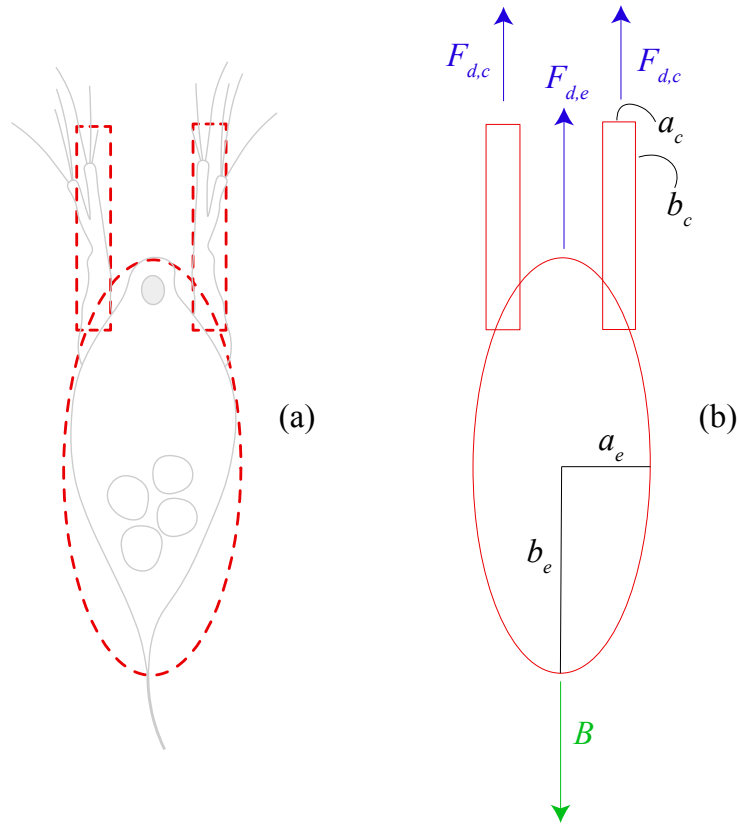 F_{d,c}
F_{d,e}
F_{d,c}
a_c
b_c
(a)
(b)
a_e
b_e
B